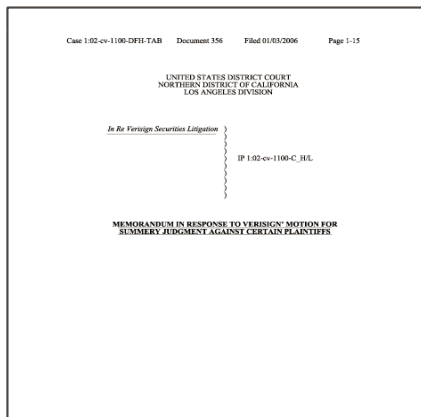 Case 1:02-cv-1100-DFH-TAB Document 356 Filed 01/03/2006 Page 1-15
UNITED STATES DISTRICT COURT
NORTHERN DISTRICT OF CALIFORNIA
LOS ANGELES DIVISION
In Re Verisign Securities Litigation )
)
)
) IP 1:02-cv-1100-C_H/L
)
)
)
)
)
MEMORANDUM IN RESPONSE TO VERISIGN' MOTION FOR
SUMMERY JUDGMENT AGAINST CERTAIN PLAINTIFFS